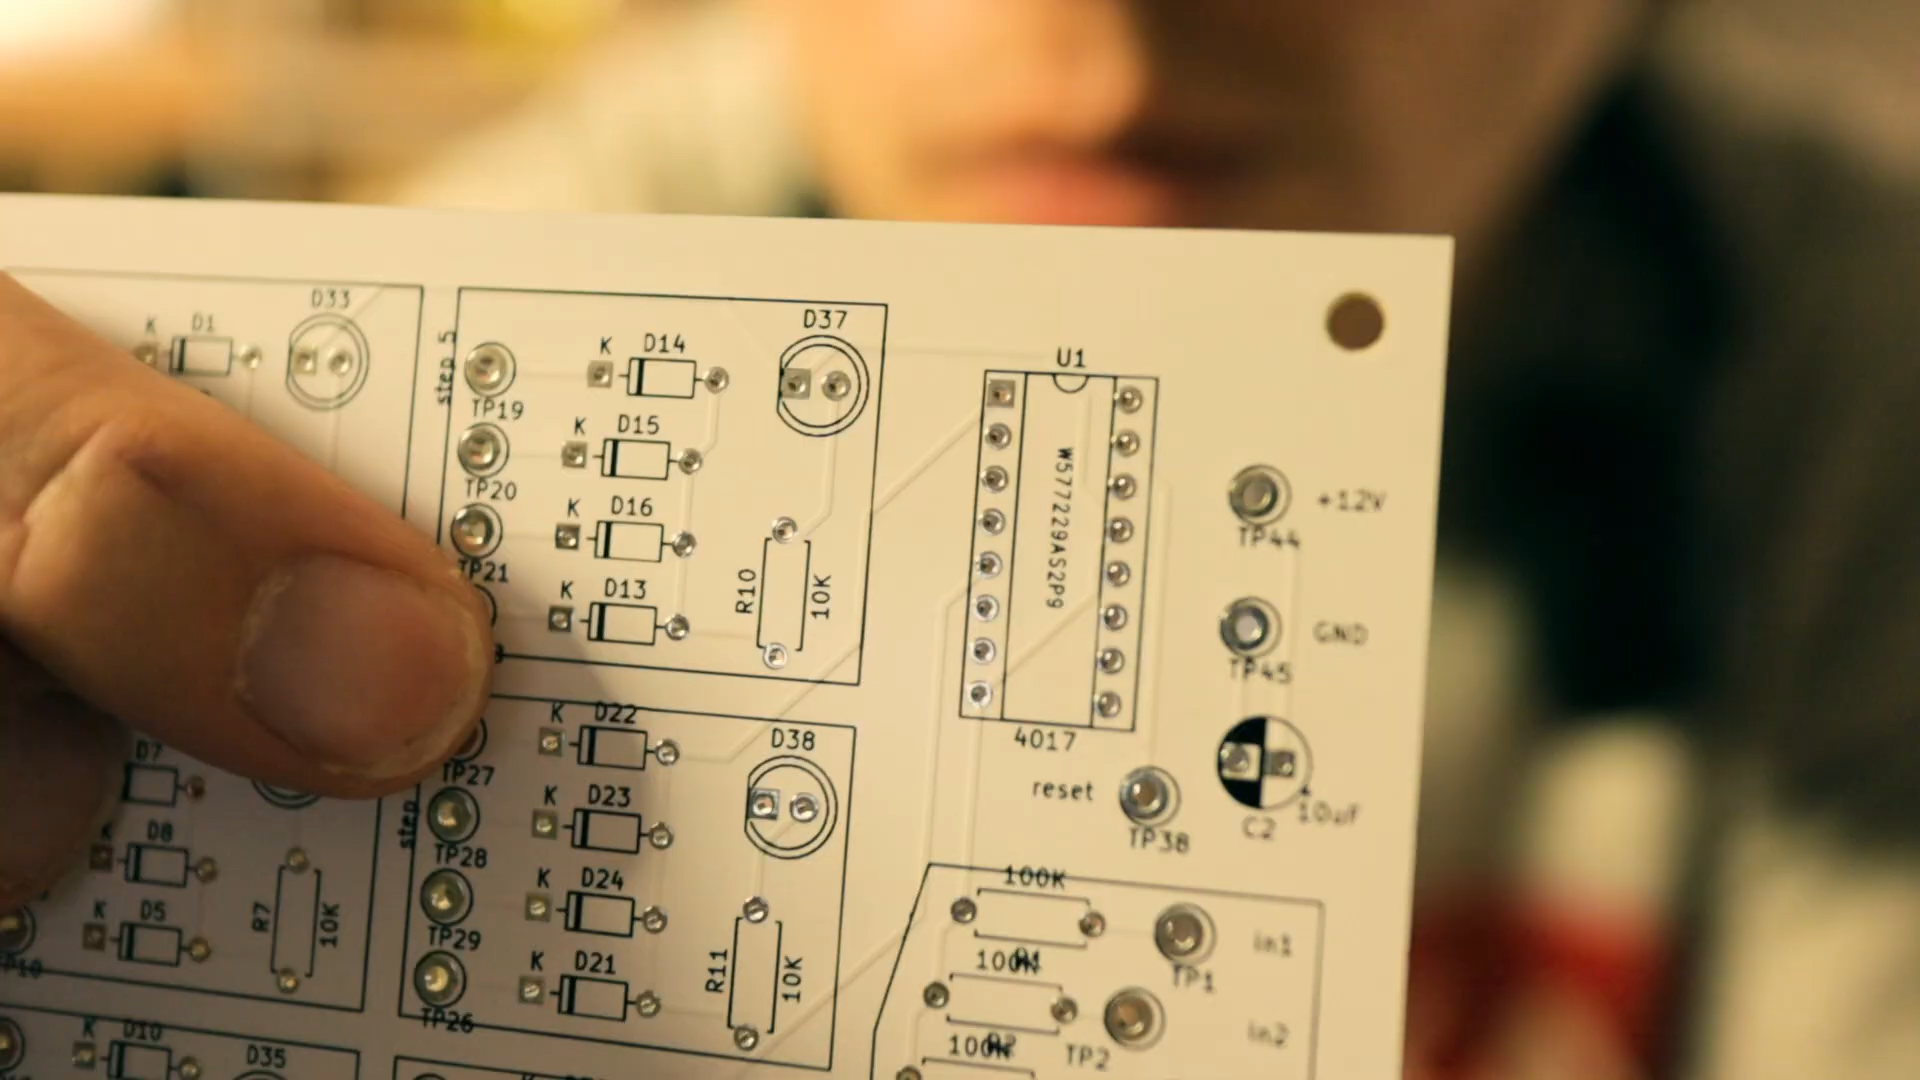 D33
K
D1
step 5
D37
K
D14
TP19
K
D15
TP20
K
D16
TP21
K
D13
R10
10K
U1
W577229AS2P9
4017
+12V
TP44
GND
TP45
reset
TP38
C2
10uF
K
D22
D38
TP27
step
K
D23
TP28
K
D24
TP29
K
D21
TP26
R11
10K
D7
K
D8
K
D5
R7
10K
TP10
K
D10
D35
100K
in1
TP1
100K
in2
TP2
100K